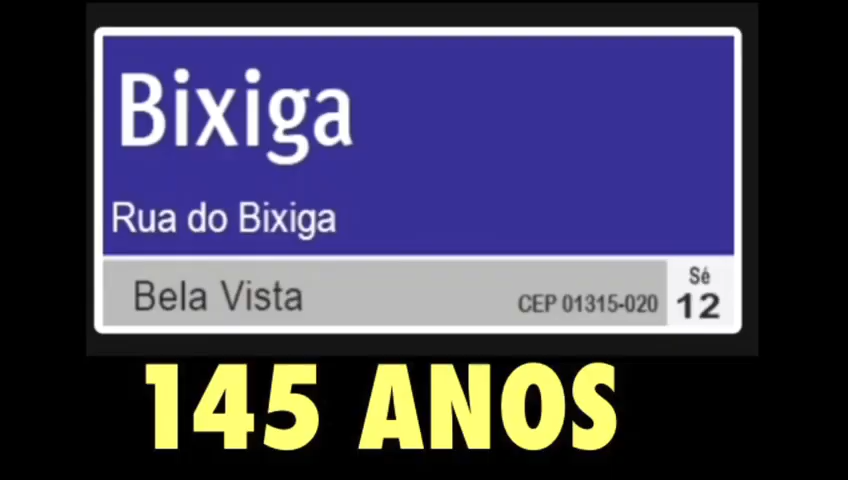 Bixiga
Rua do Bixiga
Bela Vista
CEP 01315-020
Sé
12
145 ANOS